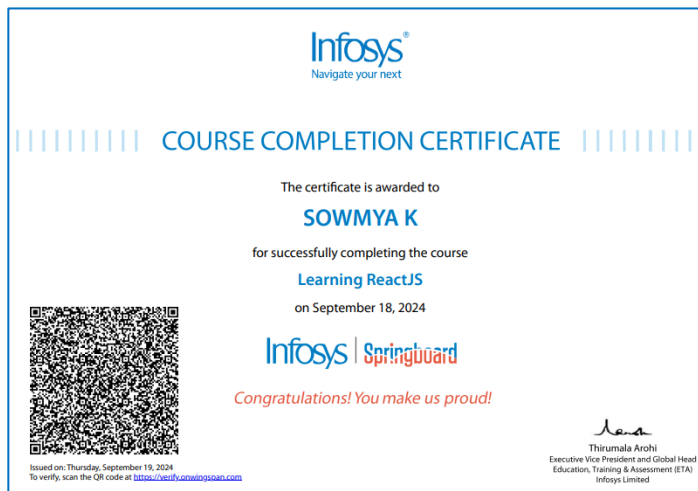 Infosys®
Navigate your next
COURSE COMPLETION CERTIFICATE
The certificate is awarded to
SOWMYA K
for successfully completing the course
Learning ReactJS
on September 18, 2024
Infosys | Springboard
Congratulations! You make us proud!
Issued on: Thursday, September 19, 2024
To verify, scan the QR code at https://verify.onwingspan.com
Thirumala Arohi
Executive Vice President and Global Head
Education, Training & Assessment (ETA)
Infosys Limited